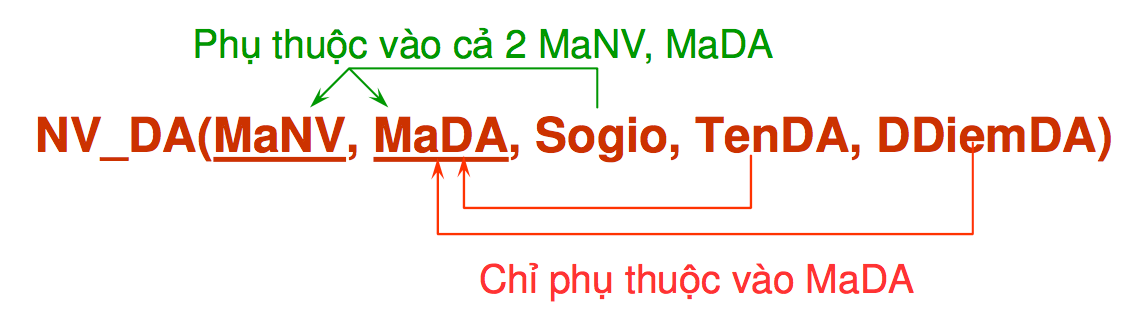 Phụ thuộc vào cả 2 MaNV, MaDA
NV_DA(MaNV, MaDA, Sogio, TenDA, DDiemDA)
Chỉ phụ thuộc vào MaDA